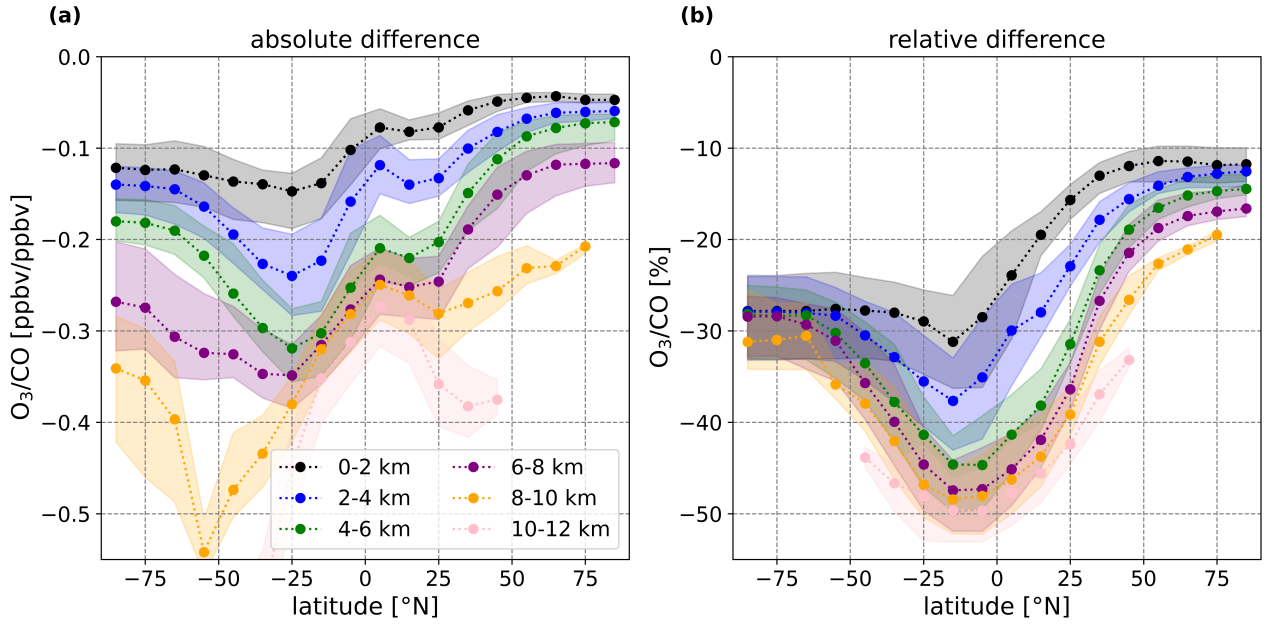 (a)
absolute difference
0.0
−0.1
−0.2
−0.3
−0.4
−0.5
O₃/CO [ppbv/ppbv]
0-2 km
2-4 km
4-6 km
6-8 km
8-10 km
10-12 km
−75 −50 −25 0 25 50 75
latitude [°N]
(b)
relative difference
0
−10
−20
−30
−40
−50
O₃/CO [%]
−75 −50 −25 0 25 50 75
latitude [°N]